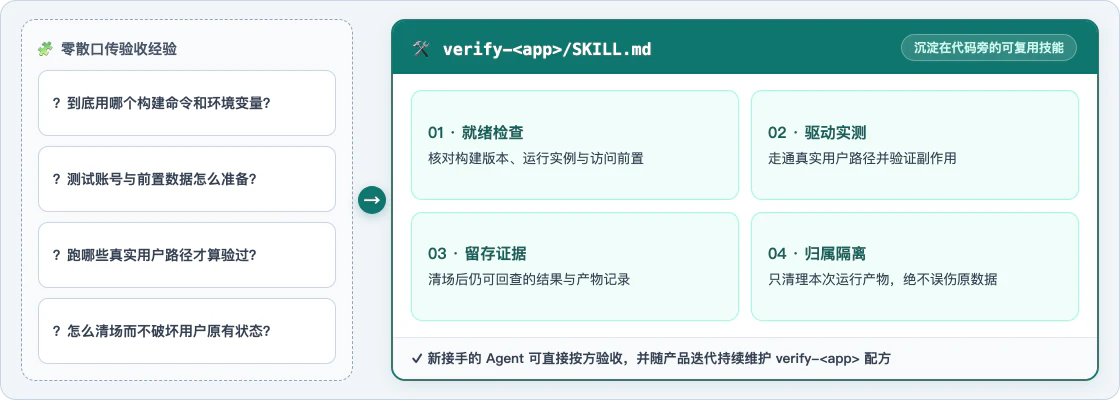 零散口传验收经验
? 到底用哪个构建命令和环境变量?
? 测试账号与前置数据怎么准备?
? 跑哪些真实用户路径才算验过?
? 怎么清场而不破坏用户原有状态?
→
verify-<app>/SKILL.md
沉淀在代码旁的可复用技能
01 · 就绪检查
核对构建版本、运行实例与访问前置
02 · 驱动实测
走通真实用户路径并验证副作用
03 · 留存证据
清场后仍可回查的结果与产物记录
04 · 归属隔离
只清理本次运行产物，绝不误伤原数据
✓ 新接手的 Agent 可直接按方验收，并随产品迭代持续维护 verify-<app> 配方